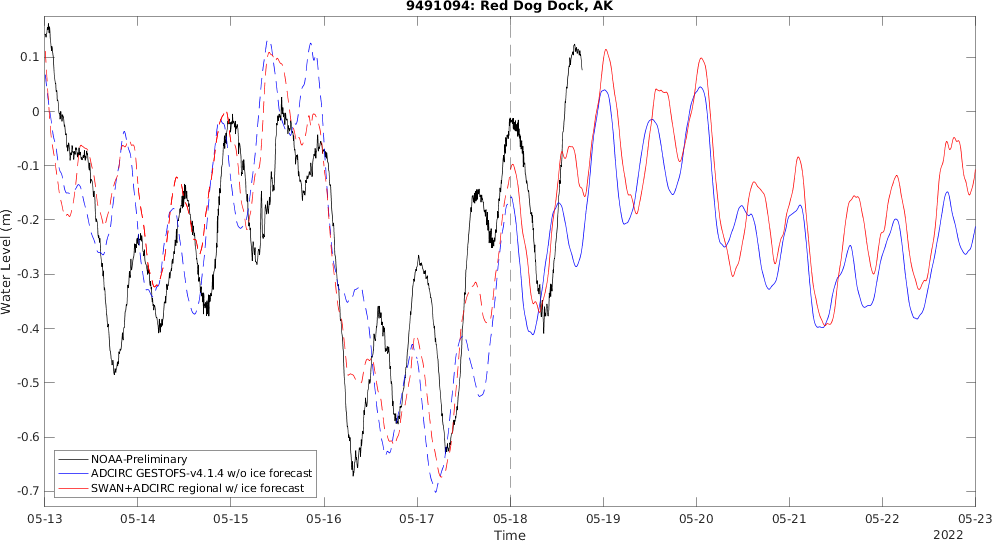 9491094: Red Dog Dock, AK
Water Level (m)
0.1
0
-0.1
-0.2
-0.3
-0.4
-0.5
-0.6
-0.7
NOAA-Preliminary
ADCIRC GESTOFS-v4.1.4 w/o ice forecast
SWAN+ADCIRC regional w/ ice forecast
05-13 05-14 05-15 05-16 05-17 05-18 05-19 05-20 05-21 05-22 05-23
Time
2022